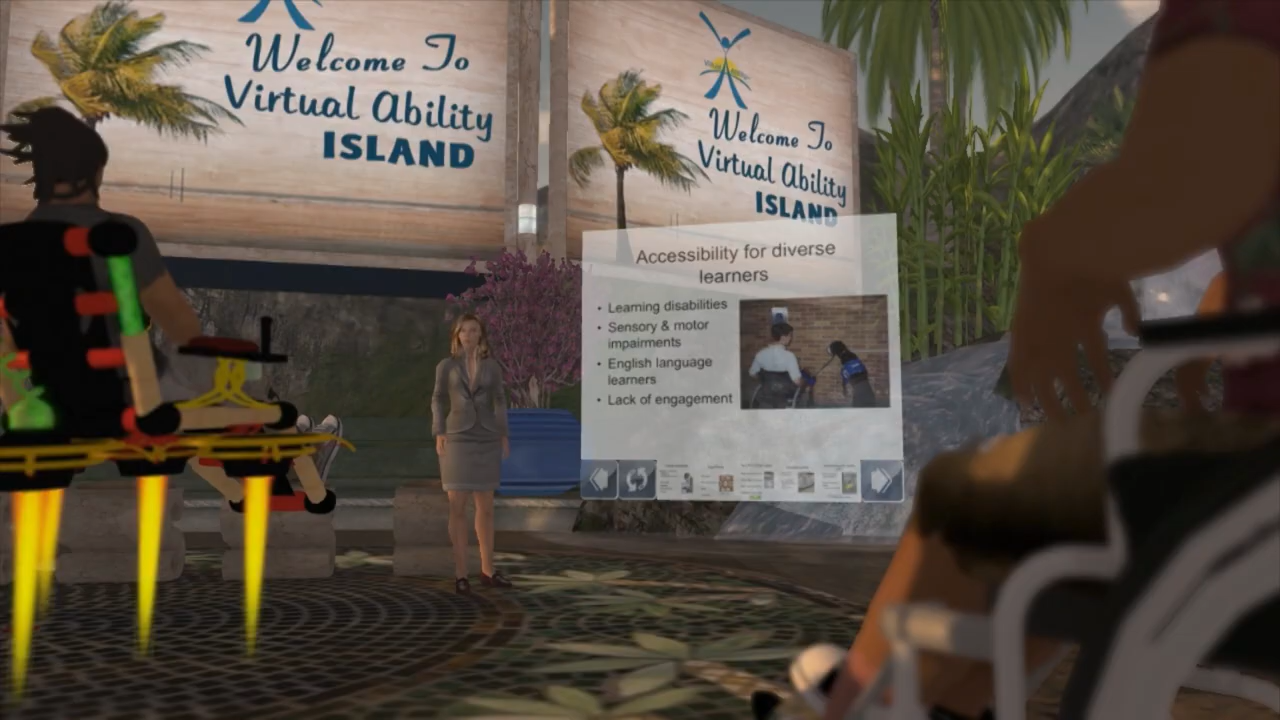 Welcome To
Virtual Ability
ISLAND
Welcome To
Virtual Ability
ISLAND
Accessibility for diverse
learners
• Learning disabilities
• Sensory & motor
impairments
• English language
learners
• Lack of engagement